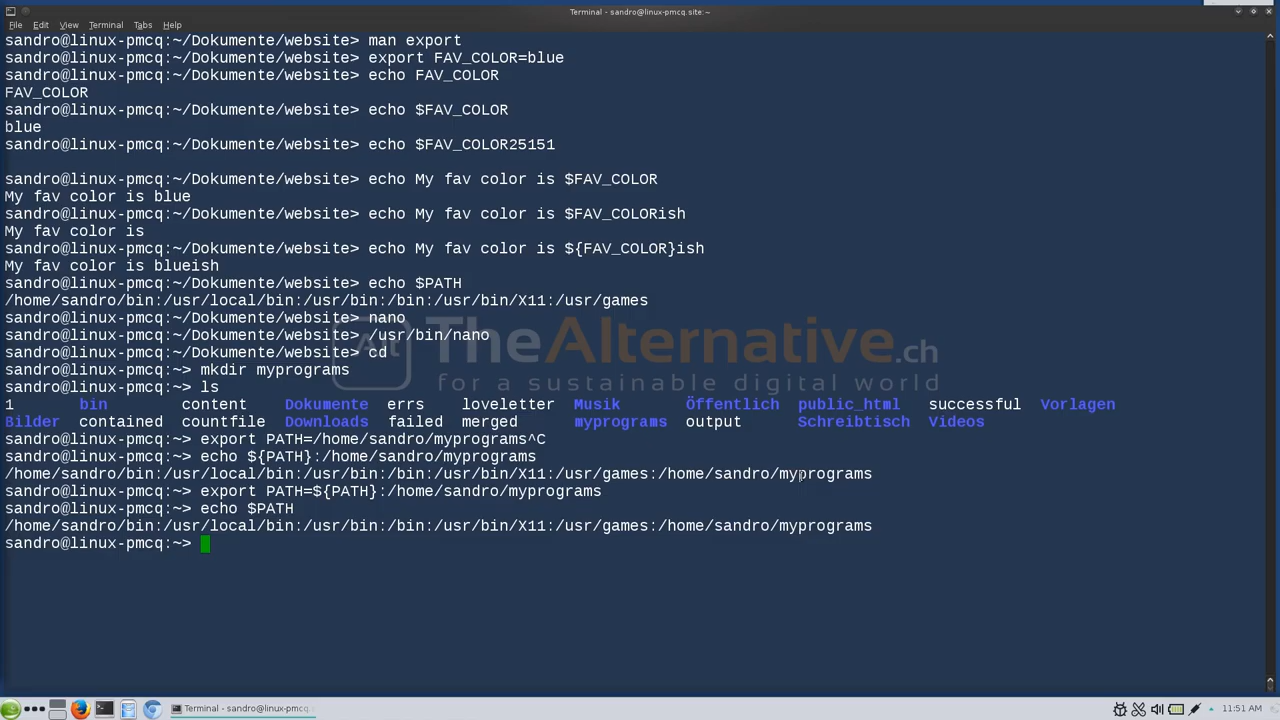 Terminal - sandro@linux-pmcq.site:~
File Edit View Terminal Tabs Help
sandro@linux-pmcq:~/Dokumente/website> man export
sandro@linux-pmcq:~/Dokumente/website> export FAV_COLOR=blue
sandro@linux-pmcq:~/Dokumente/website> echo FAV_COLOR
FAV_COLOR
sandro@linux-pmcq:~/Dokumente/website> echo $FAV_COLOR
blue
sandro@linux-pmcq:~/Dokumente/website> echo $FAV_COLOR25151
sandro@linux-pmcq:~/Dokumente/website> echo My fav color is $FAV_COLOR
My fav color is blue
sandro@linux-pmcq:~/Dokumente/website> echo My fav color is $FAV_COLORish
My fav color is
sandro@linux-pmcq:~/Dokumente/website> echo My fav color is ${FAV_COLOR}ish
My fav color is blueish
sandro@linux-pmcq:~/Dokumente/website> echo $PATH
/home/sandro/bin:/usr/local/bin:/usr/bin:/bin:/usr/bin/X11:/usr/games
sandro@linux-pmcq:~/Dokumente/website> nano
sandro@linux-pmcq:~/Dokumente/website> /usr/bin/nano
sandro@linux-pmcq:~/Dokumente/website> cd
Alt TheAlternative.ch
for a sustainable digital world
sandro@linux-pmcq:~> mkdir myprograms
sandro@linux-pmcq:~> ls
1 bin content Dokumente errs loveletter Musik Öffentlich public_html successful Vorlagen
Bilder contained countfile Downloads failed merged myprograms output Schreibtisch Videos
sandro@linux-pmcq:~> export PATH=/home/sandro/myprograms^C
sandro@linux-pmcq:~> echo ${PATH}:/home/sandro/myprograms
/home/sandro/bin:/usr/local/bin:/usr/bin:/bin:/usr/bin/X11:/usr/games:/home/sandro/myprograms
sandro@linux-pmcq:~> export PATH=${PATH}:/home/sandro/myprograms
sandro@linux-pmcq:~> echo $PATH
/home/sandro/bin:/usr/local/bin:/usr/bin:/bin:/usr/bin/X11:/usr/games:/home/sandro/myprograms
sandro@linux-pmcq:~>
Terminal - sandro@linux-pmcq:
11:51 AM